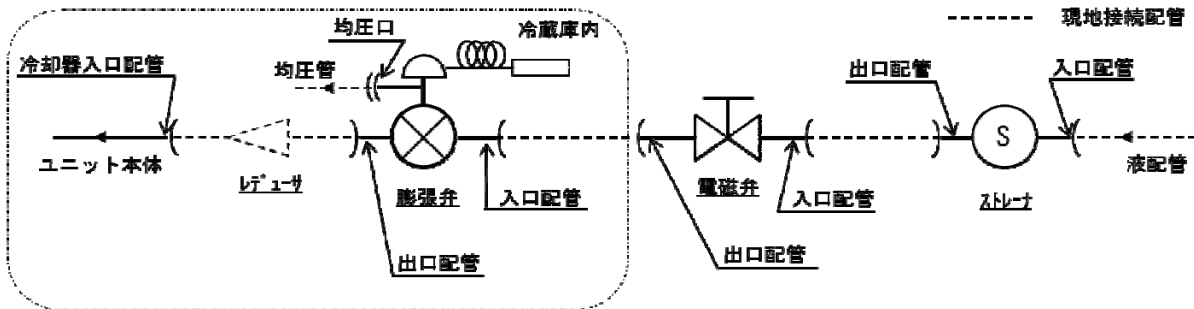 均圧口
冷蔵庫内
現地接続配管
冷却器入口配管
均圧管
出口配管
入口配管
S
ユニット本体
液配管
ﾚﾃﾞｭｰｻ
膨張弁
入口配管
電磁弁
入口配管
ｽﾄﾚｰﾅ
出口配管
出口配管